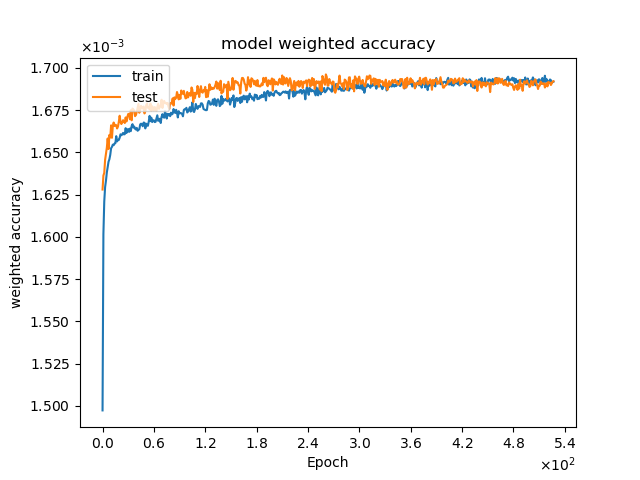 model weighted accuracy
×10⁻³
1.700
1.675
1.650
1.625
1.600
1.575
1.550
1.525
1.500
weighted accuracy
train
test
0.0 0.6 1.2 1.8 2.4 3.0 3.6 4.2 4.8 5.4
Epoch
×10²